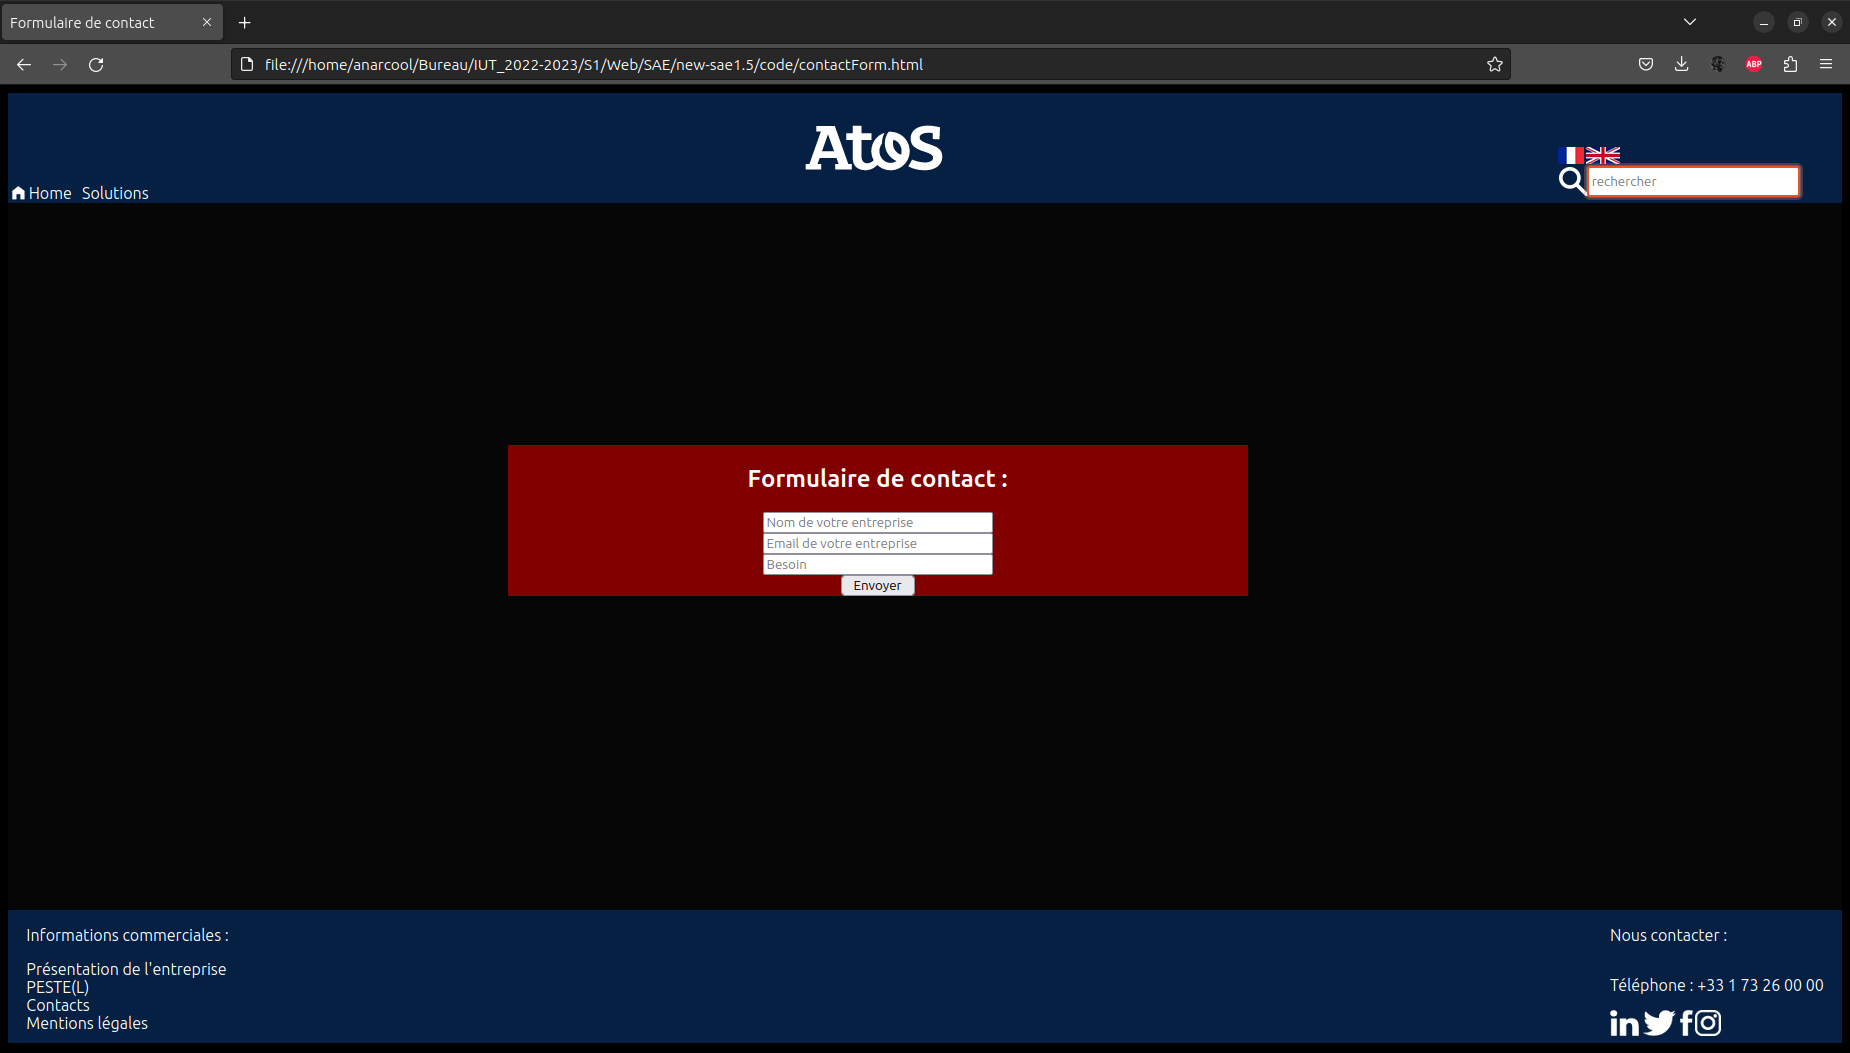 Formulaire de contact
file:///home/anarcool/Bureau/IUT_2022-2023/S1/Web/SAE/new-sae1.5/code/contactForm.html
ABP
Atos
Home Solutions
rechercher
Formulaire de contact :
Nom de votre entreprise
Email de votre entreprise
Besoin
Envoyer
Informations commerciales :
Présentation de l'entreprise
PESTE(L)
Contacts
Mentions légales
Nous contacter :
Téléphone : +33 1 73 26 00 00
in f